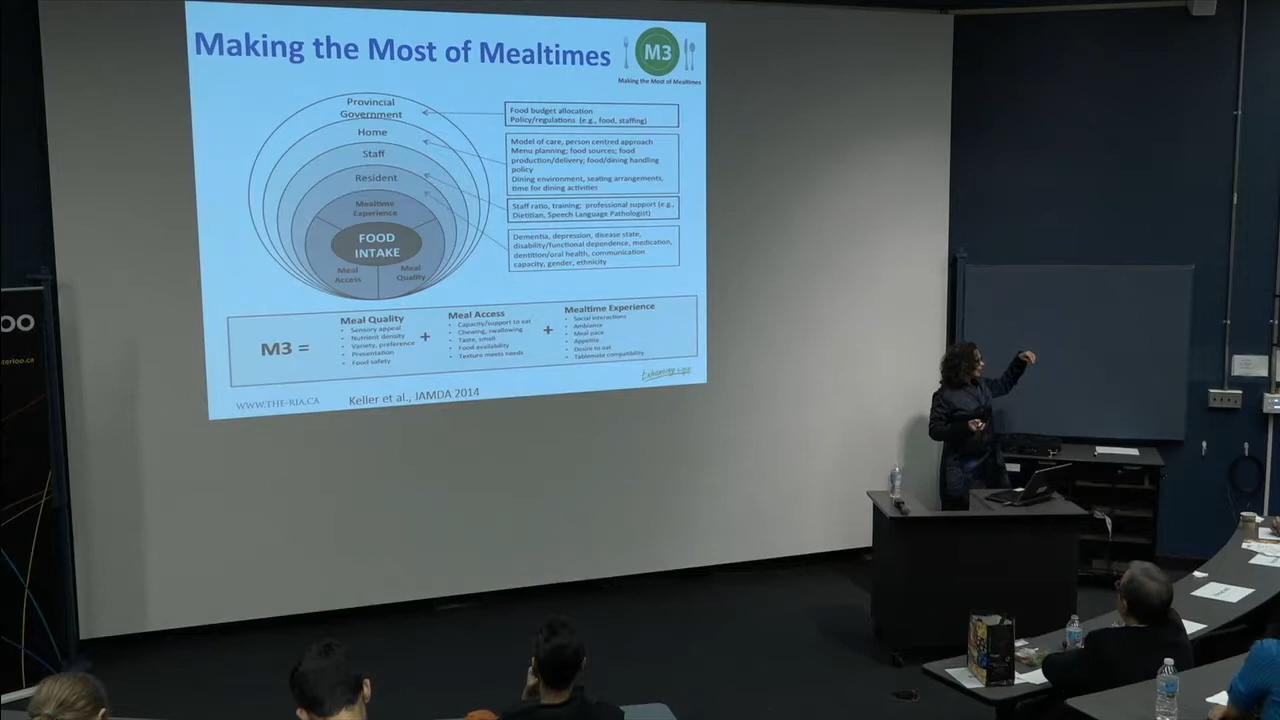 Making the Most of Mealtimes
M3
Making the Most of Mealtimes
Provincial
Government
Home
Staff
Resident
Mealtime
Experience
FOOD
INTAKE
Meal
Access
Meal
Quality
Food budget allocation
Policy/regulations (e.g., food, staffing)
Model of care, person centred approach
Menu planning; food sources; food
production/delivery; food/dining handling
policy
Dining environment, seating arrangements,
time for dining activities
Staff ratio, training; professional support (e.g.,
Dietitian, Speech Language Pathologist)
Dementia, depression, disease state,
disability/functional dependence, medication,
dentition/oral health, communication
capacity, gender, ethnicity
M3 =
Meal Quality
• Sensory appeal
• Nutrient density
• Variety, preference
• Presentation
• Food safety
+
Meal Access
• Capacity/support to eat
• Chewing, swallowing
• Taste, smell
• Food availability
• Texture meets needs
+
Mealtime Experience
• Social interactions
• Ambiance
• Meal pace
• Appetite
• Desire to eat
• Tablemate compatibility
WWW.THE-RIA.CA
Keller et al., JAMDA 2014
Enhancing Life
oo
terloo.ca